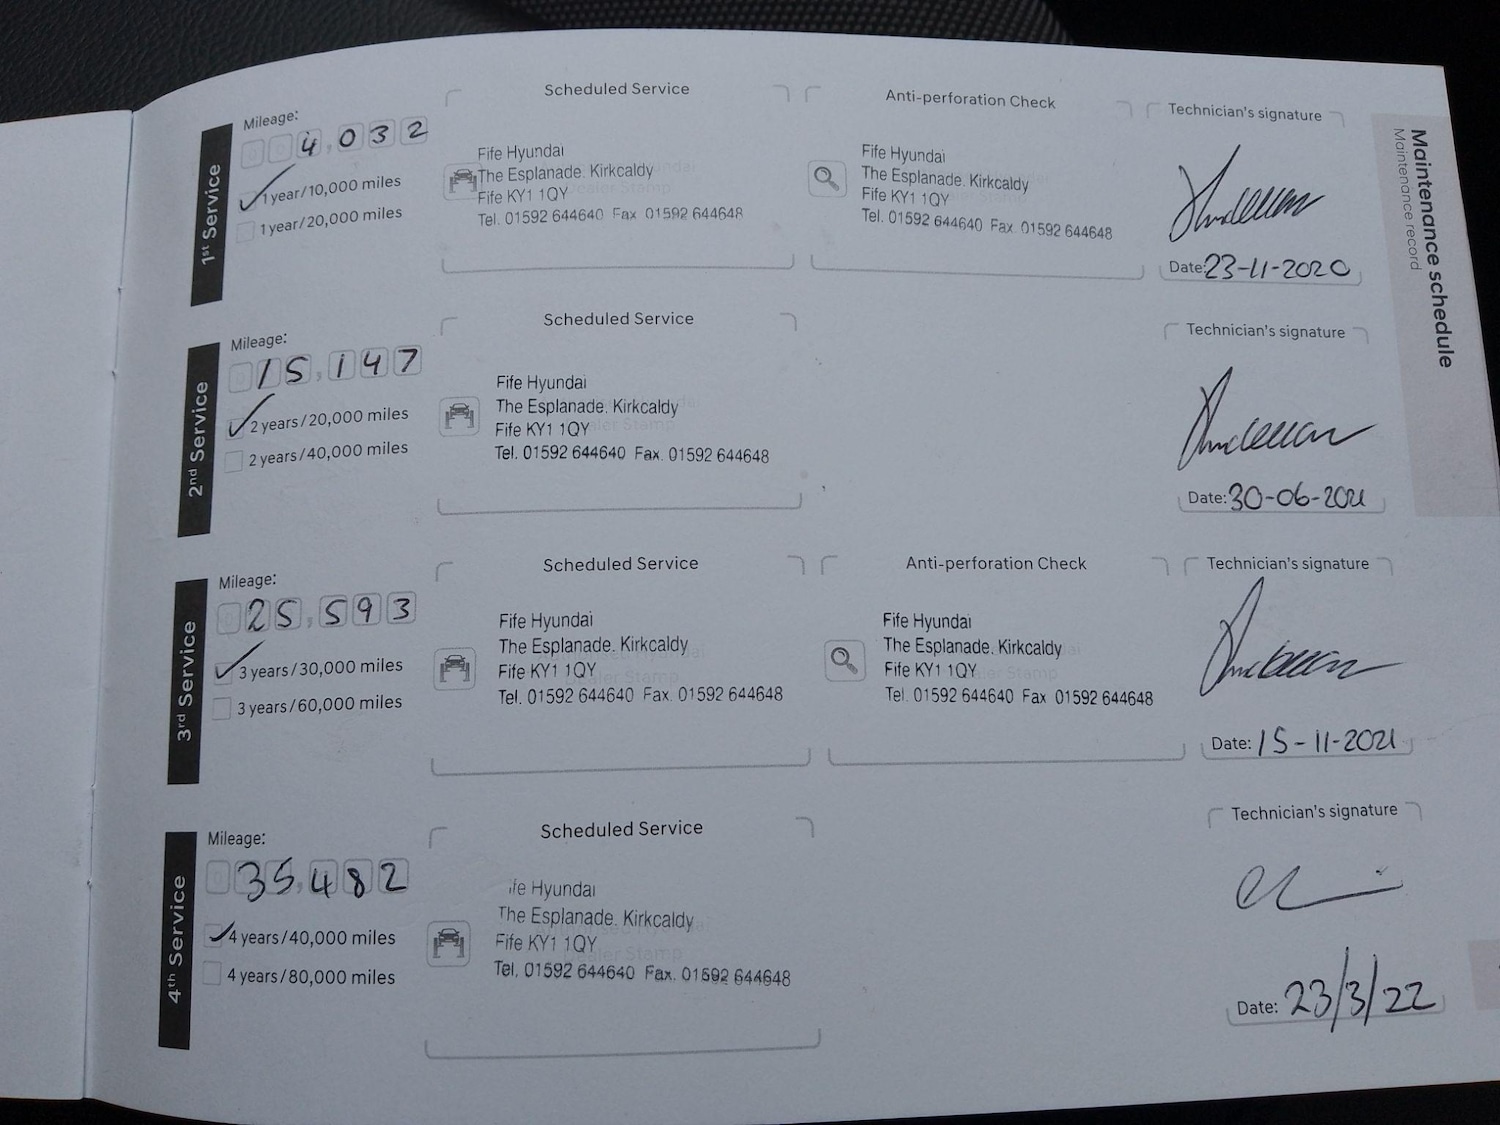 Maintenance schedule
Maintenance record
1st Service
Mileage:
4,032
1 year/10,000 miles
1 year/20,000 miles
Scheduled Service
Fife Hyundai
The Esplanade. Kirkcaldy
Fife KY1 1QY
Tel. 01592 644640 Fax 01592 644648
Anti-perforation Check
Fife Hyundai
The Esplanade. Kirkcaldy
Fife KY1 1QY
Tel. 01592 644640 Fax. 01592 644648
Technician's signature
Date: 23-11-2020
2nd Service
Mileage:
15,147
2 years/20,000 miles
2 years/40,000 miles
Scheduled Service
Fife Hyundai
The Esplanade. Kirkcaldy
Fife KY1 1QY
Tel. 01592 644640 Fax. 01592 644648
Technician's signature
Date: 30-06-2021
3rd Service
Mileage:
25,593
3 years/30,000 miles
3 years/60,000 miles
Scheduled Service
Fife Hyundai
The Esplanade. Kirkcaldy
Fife KY1 1QY
Tel. 01592 644640 Fax. 01592 644648
Anti-perforation Check
Fife Hyundai
The Esplanade. Kirkcaldy
Fife KY1 1QY
Tel. 01592 644640 Fax 01592 644648
Technician's signature
Date: 15-11-2021
4th Service
Mileage:
35,482
4 years/40,000 miles
4 years/80,000 miles
Scheduled Service
ife Hyundai
The Esplanade. Kirkcaldy
Fife KY1 1QY
Tel. 01592 644640 Fax. 01592 644648
Technician's signature
Date: 23/3/22